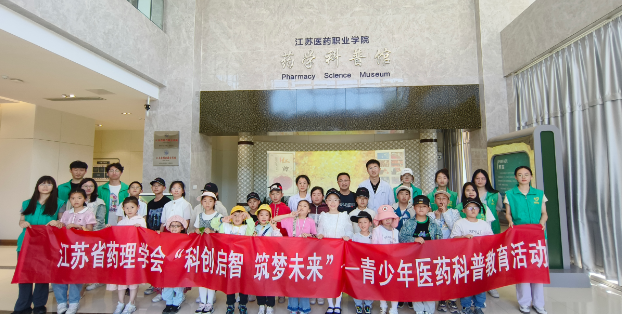 江苏医药职业学院
药学科普馆
Pharmacy Science Museum
江苏省药理学会“科创启智 筑梦未来”—青少年医药科普教育活动